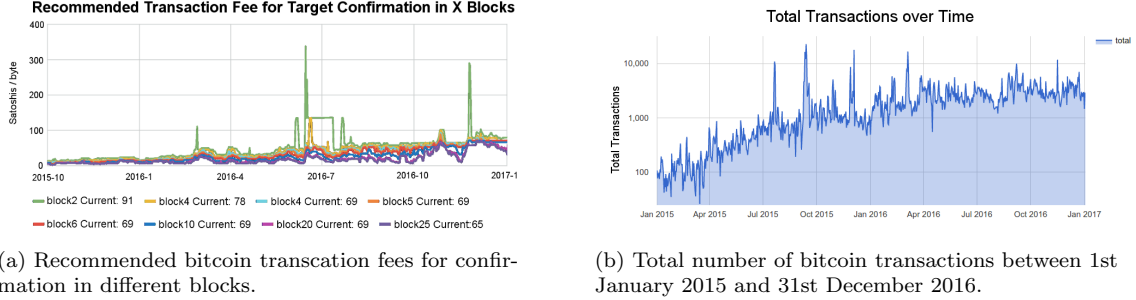 Recommended Transaction Fee for Target Confirmation in X Blocks
400
300
200
100
0
Satoshis / byte
2015-10 2016-1 2016-4 2016-7 2016-10 2017-1
block2 Current: 91 block4 Current: 78 block4 Current: 69 block5 Current: 69
block6 Current: 69 block10 Current: 69 block20 Current: 69 block25 Current:65
(a) Recommended bitcoin transcation fees for confir-
mation in different blocks.
Total Transactions over Time
total
10,000
1,000
100
Total Transactions
Jan 2015 Apr 2015 Jul 2015 Oct 2015 Jan 2016 Apr 2016 Jul 2016 Oct 2016 Jan 2017
(b) Total number of bitcoin transactions between 1st
January 2015 and 31st December 2016.